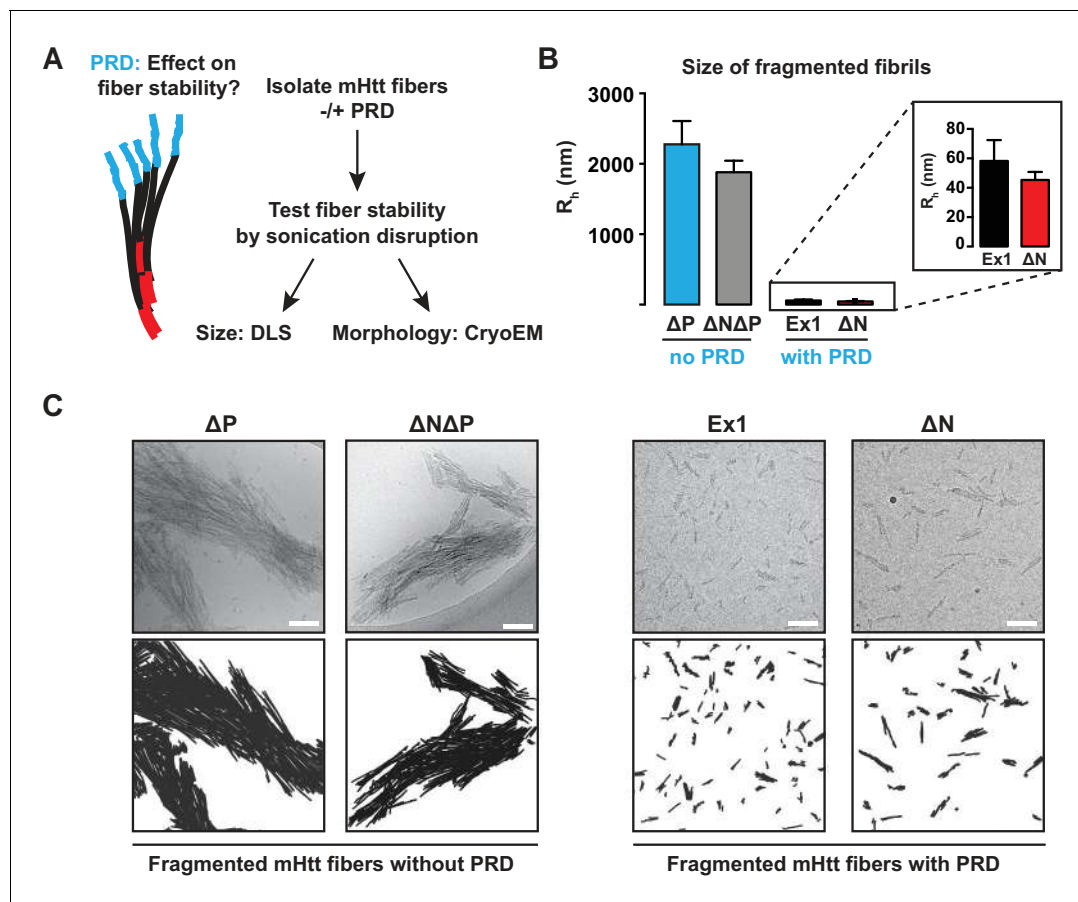 A
PRD: Effect on
fiber stability?
Isolate mHtt fibers
-/+ PRD
Test fiber stability
by sonication disruption
Size: DLS
Morphology: CryoEM
B
Size of fragmented fibrils
3000
2000
1000
Rh (nm)
ΔP
ΔNΔP
Ex1
ΔN
no PRD
with PRD
80
60
40
20
0
Rh (nm)
Ex1
ΔN
C
ΔP
ΔNΔP
Ex1
ΔN
Fragmented mHtt fibers without PRD
Fragmented mHtt fibers with PRD